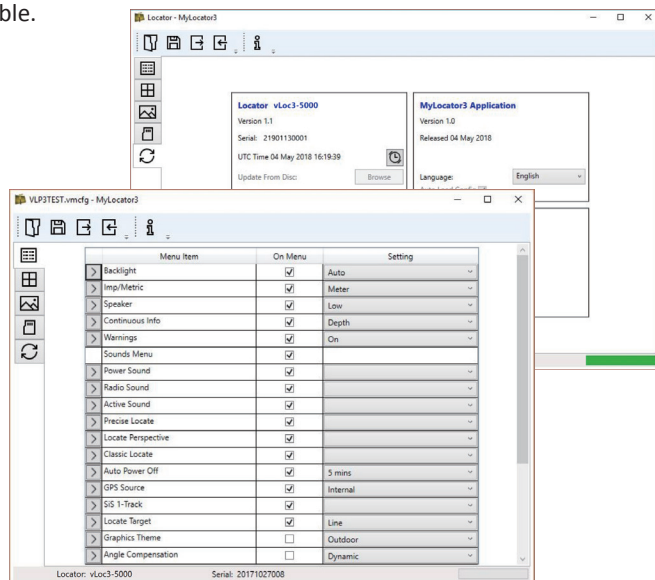 ble.
Locator - MyLocator3
Locator vLoc3-5000
Version 1.1
Serial: 21901130001
UTC Time 04 May 2018 16:19:39
Update From Disc: Browse
MyLocator3 Application
Version 1.0
Released 04 May 2018
Language: English
VLP3TEST.vmcfg - MyLocator3
Menu Item On Menu Setting
Backlight Auto
Imp/Metric Meter
Speaker Low
Continuous Info Depth
Warnings On
Sounds Menu
Power Sound
Radio Sound
Active Sound
Precise Locate
Locate Perspective
Classic Locate
Auto Power Off 5 mins
GPS Source Internal
SiS 1-Track
Locate Target Line
Graphics Theme Outdoor
Angle Compensation Dynamic
Locator: vLoc3-5000 Serial: 20171027008